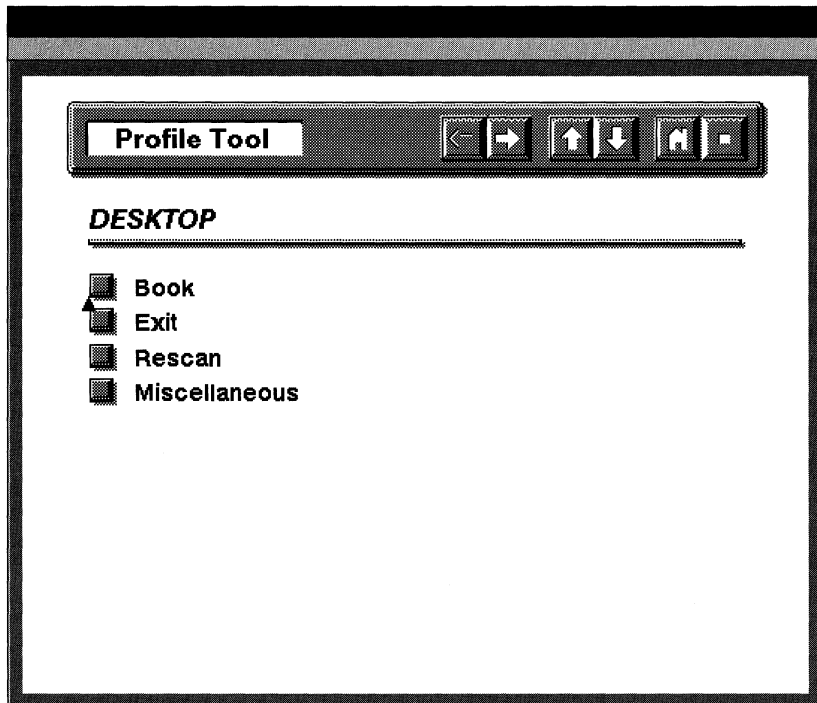 Profile Tool
DESKTOP
Book
Exit
Rescan
Miscellaneous